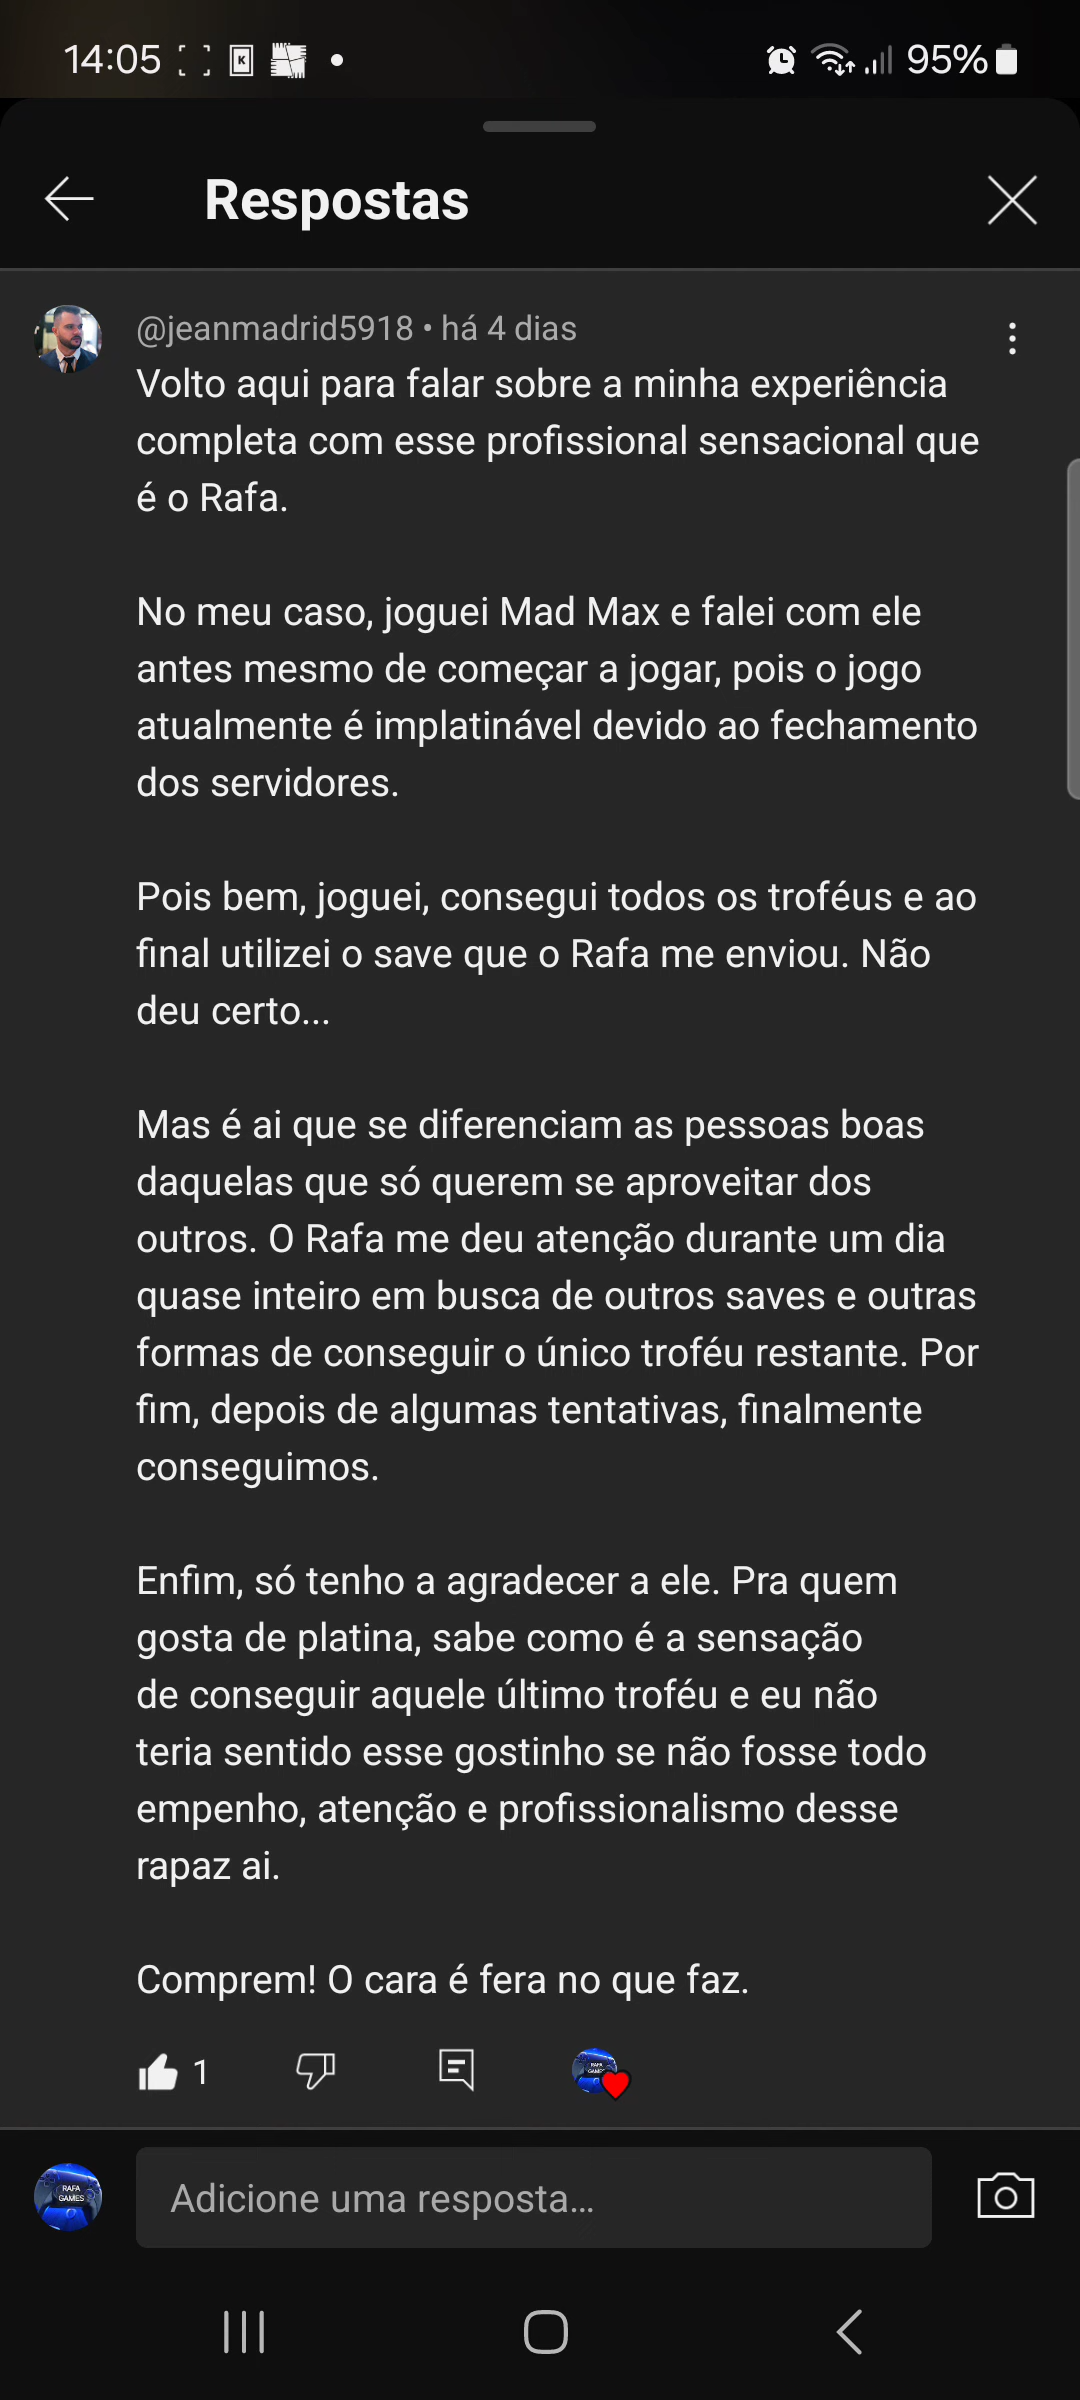 14:05
K
95%
Respostas
@jeanmadrid5918 • há 4 dias
Volto aqui para falar sobre a minha experiência
completa com esse profissional sensacional que
é o Rafa.
No meu caso, joguei Mad Max e falei com ele
antes mesmo de começar a jogar, pois o jogo
atualmente é implatinável devido ao fechamento
dos servidores.
Pois bem, joguei, consegui todos os troféus e ao
final utilizei o save que o Rafa me enviou. Não
deu certo...
Mas é ai que se diferenciam as pessoas boas
daquelas que só querem se aproveitar dos
outros. O Rafa me deu atenção durante um dia
quase inteiro em busca de outros saves e outras
formas de conseguir o único troféu restante. Por
fim, depois de algumas tentativas, finalmente
conseguimos.
Enfim, só tenho a agradecer a ele. Pra quem
gosta de platina, sabe como é a sensação
de conseguir aquele último troféu e eu não
teria sentido esse gostinho se não fosse todo
empenho, atenção e profissionalismo desse
rapaz ai.
Comprem! O cara é fera no que faz.
1
RAFA
GAMES
RAFA
GAMES
Adicione uma resposta...